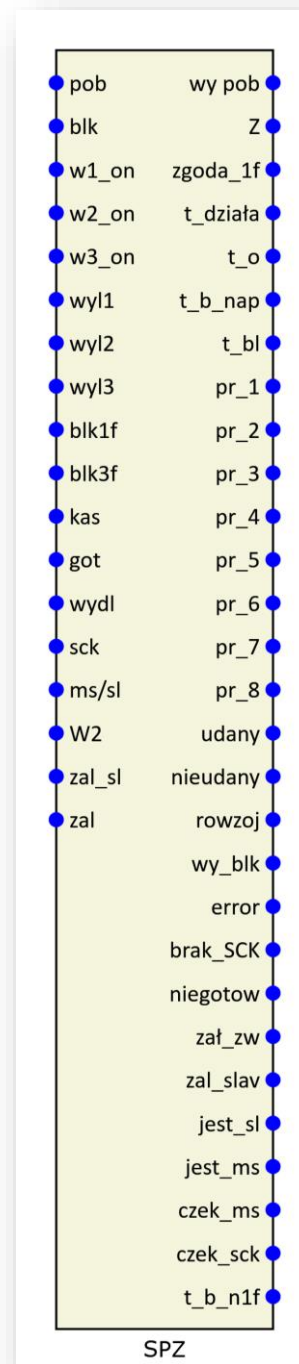 pob wy pob
blk Z
w1_on zgoda_1f
w2_on t_działa
w3_on t_o
wyl1 t_b_nap
wyl2 t_bl
wyl3 pr_1
blk1f pr_2
blk3f pr_3
kas pr_4
got pr_5
wydl pr_6
sck pr_7
ms/sl pr_8
W2 udany
zal_sl nieudany
zal rowzoj
wy_blk
error
brak_SCK
niegotow
zał_zw
zal_slav
jest_sl
jest_ms
czek_ms
czek_sck
t_b_n1f
SPZ